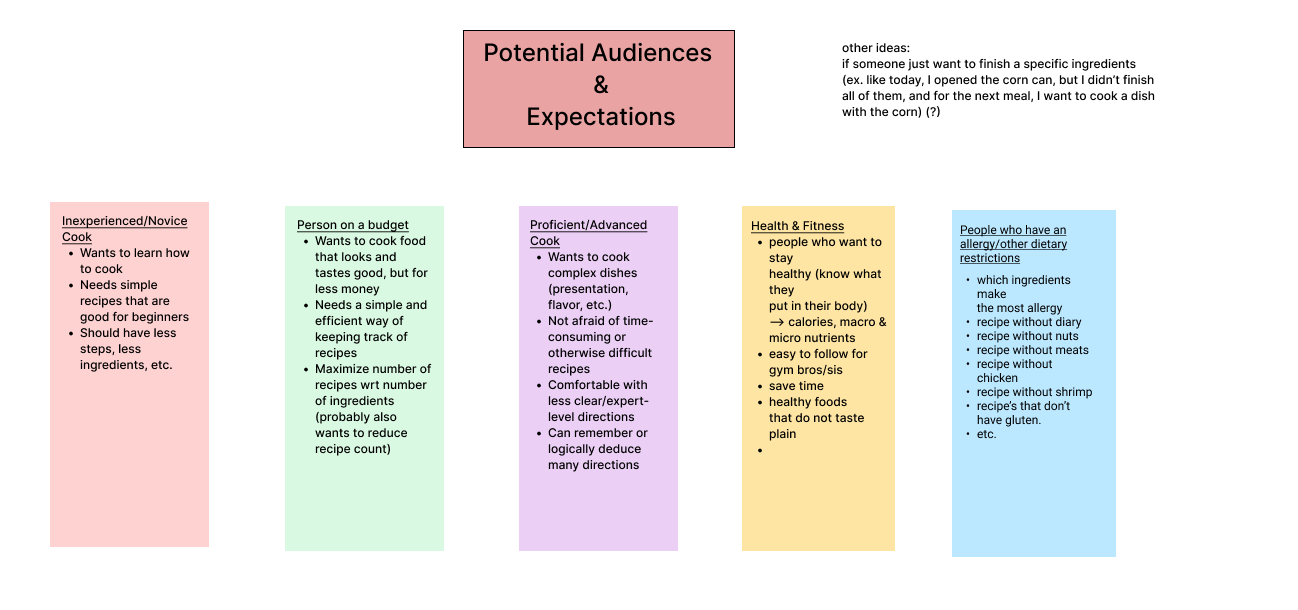 Potential Audiences
&
Expectations
other ideas:
if someone just want to finish a specific ingredients
(ex. like today, I opened the corn can, but I didn't finish
all of them, and for the next meal, I want to cook a dish
with the corn) (?)
Inexperienced/Novice
Cook
• Wants to learn how
to cook
• Needs simple
recipes that are
good for beginners
• Should have less
steps, less
ingredients, etc.
Person on a budget
• Wants to cook food
that looks and
tastes good, but for
less money
• Needs a simple and
efficient way of
keeping track of
recipes
• Maximize number of
recipes wrt number
of ingredients
(probably also
wants to reduce
recipe count)
Proficient/Advanced
Cook
• Wants to cook
complex dishes
(presentation,
flavor, etc.)
• Not afraid of time-
consuming or
otherwise difficult
recipes
• Comfortable with
less clear/expert-
level directions
• Can remember or
logically deduce
many directions
Health & Fitness
• people who want to
stay
healthy (know what
they
put in their body)
→ calories, macro &
micro nutrients
• easy to follow for
gym bros/sis
• save time
• healthy foods
that do not taste
plain
•
People who have an
allergy/other dietary
restrictions
• which ingredients
make
the most allergy
• recipe without diary
• recipe without nuts
• recipe without meats
• recipe without
chicken
• recipe without shrimp
• recipe's that don't
have gluten.
• etc.